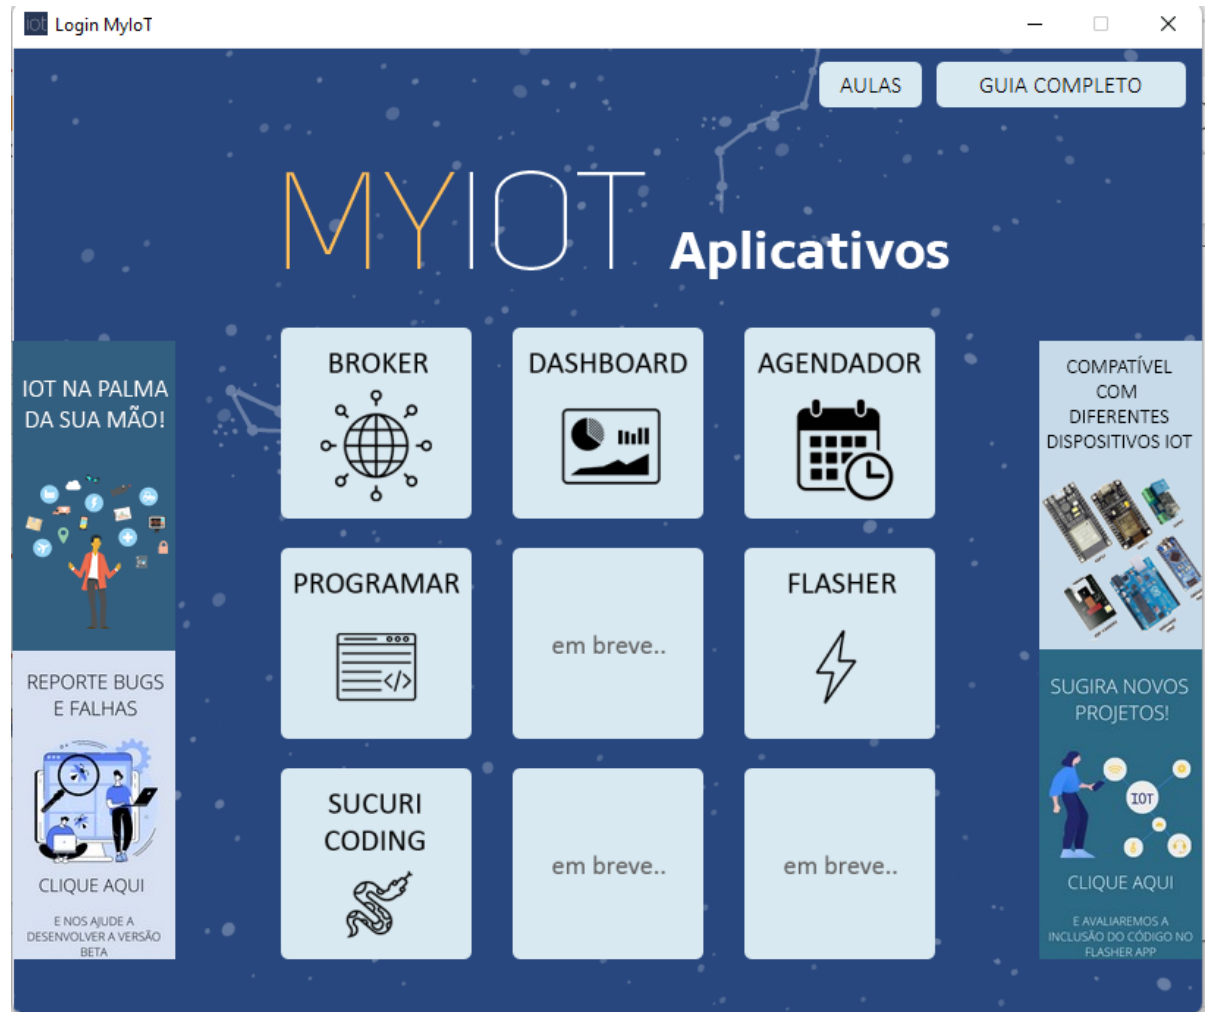 iot Login MyIoT
AULAS
GUIA COMPLETO
MYIOT Aplicativos
IOT NA PALMA
DA SUA MÃO!
REPORTE BUGS
E FALHAS
CLIQUE AQUI
E NOS AJUDE A
DESENVOLVER A VERSÃO
BETA
BROKER
DASHBOARD
AGENDADOR
PROGRAMAR
</>
em breve..
FLASHER
SUCURI
CODING
em breve..
em breve..
COMPATÍVEL
COM
DIFERENTES
DISPOSITIVOS IOT
SUGIRA NOVOS
PROJETOS!
IOT
CLIQUE AQUI
E AVALIAREMOS A
INCLUSÃO DO CÓDIGO NO
FLASHER APP